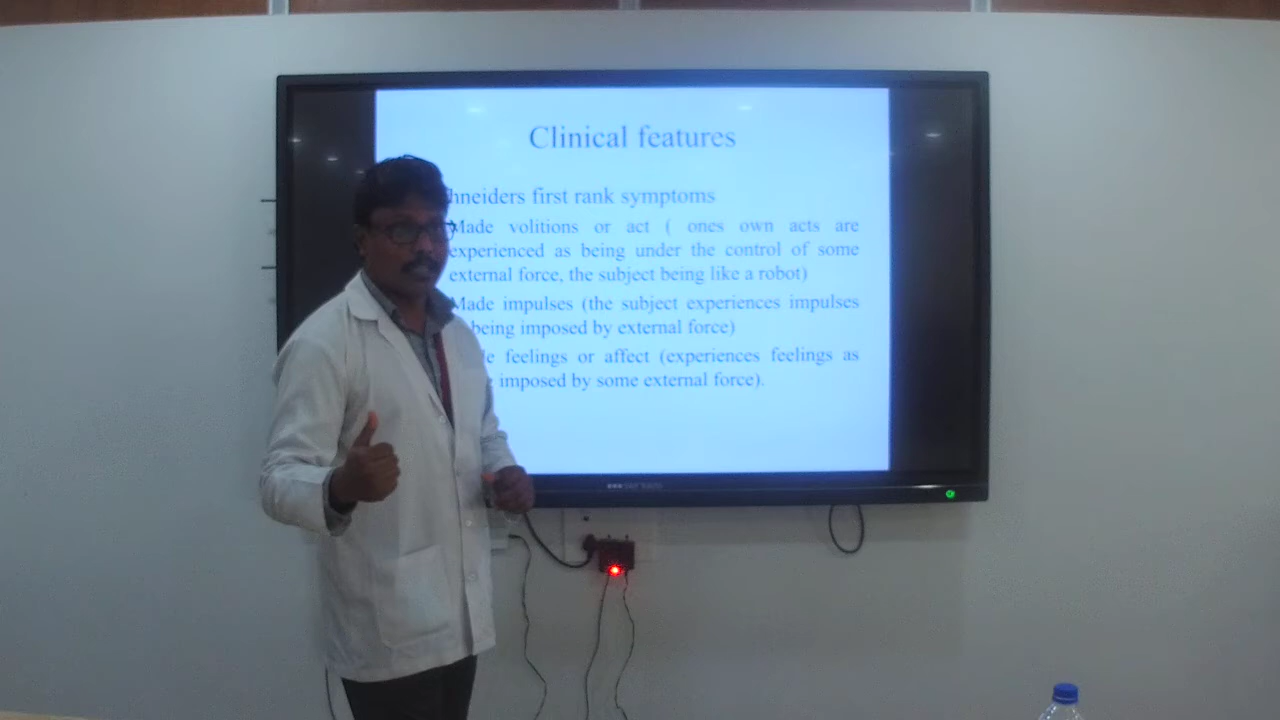 Clinical features
hneiders first rank symptoms
Made volitions or act ( ones own acts are
experienced as being under the control of some
external force, the subject being like a robot)
Made impulses (the subject experiences impulses
being imposed by external force)
e feelings or affect (experiences feelings as
imposed by some external force).